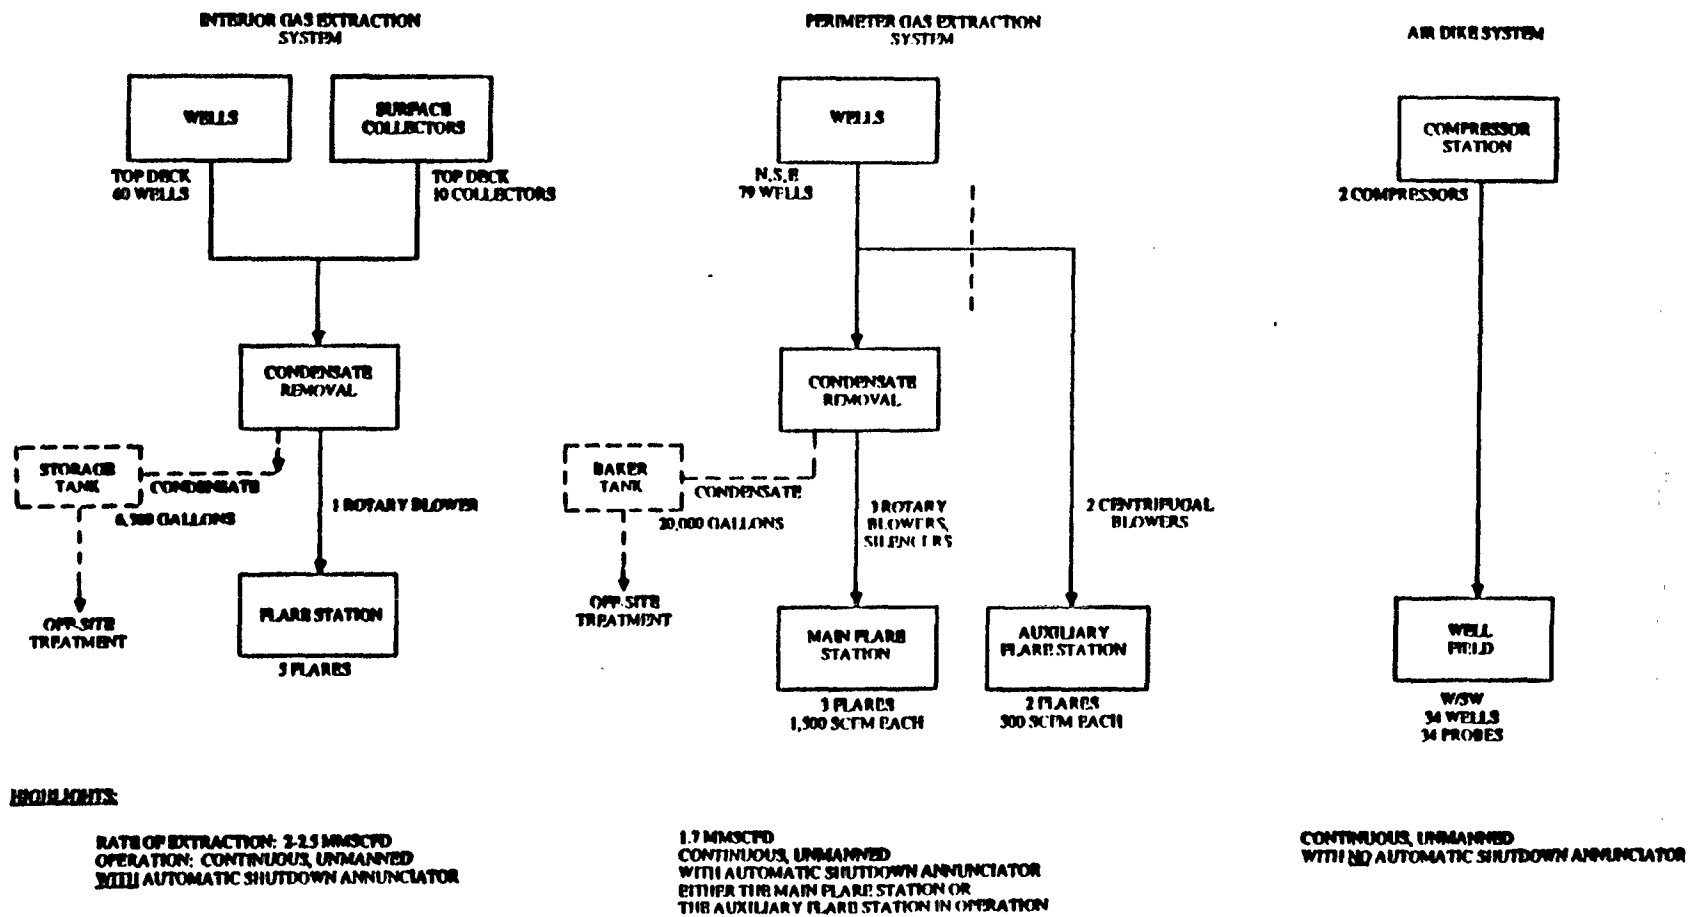 INTERIOR GAS EXTRACTION
SYSTEM
WELLS
SURFACE
COLLECTORS
TOP DECK
60 WELLS
TOP DECK
10 COLLECTORS
CONDENSATE
REMOVAL
STORAGE
TANK
CONDENSATE
GALLONS
1 ROTARY BLOWER
OFF-SITE
TREATMENT
FLARE STATION
5 FLARES
PERIMETER GAS EXTRACTION
SYSTEM
WELLS
N,S,E
79 WELLS
CONDENSATE
REMOVAL
BAKER
TANK
CONDENSATE
20,000 GALLONS
3 ROTARY
BLOWERS,
SILENCERS
2 CENTRIFUGAL
BLOWERS
OFF-SITE
TREATMENT
MAIN FLARE
STATION
3 FLARES
1,500 SCFM EACH
AUXILIARY
FLARE STATION
2 FLARES
500 SCFM EACH
AIR DIKE SYSTEM
COMPRESSOR
STATION
2 COMPRESSORS
WELL
FIELD
W/SW
34 WELLS
34 PROBES
HIGHLIGHTS:
RATE OF EXTRACTION: 2-2.5 MMSCFD
OPERATION: CONTINUOUS, UNMANNED
WITH AUTOMATIC SHUTDOWN ANNUNCIATOR
1.7 MMSCFD
CONTINUOUS, UNMANNED
WITH AUTOMATIC SHUTDOWN ANNUNCIATOR
EITHER THE MAIN FLARE STATION OR
THE AUXILIARY FLARE STATION IN OPERATION
CONTINUOUS, UNMANNED
WITH NO AUTOMATIC SHUTDOWN ANNUNCIATOR